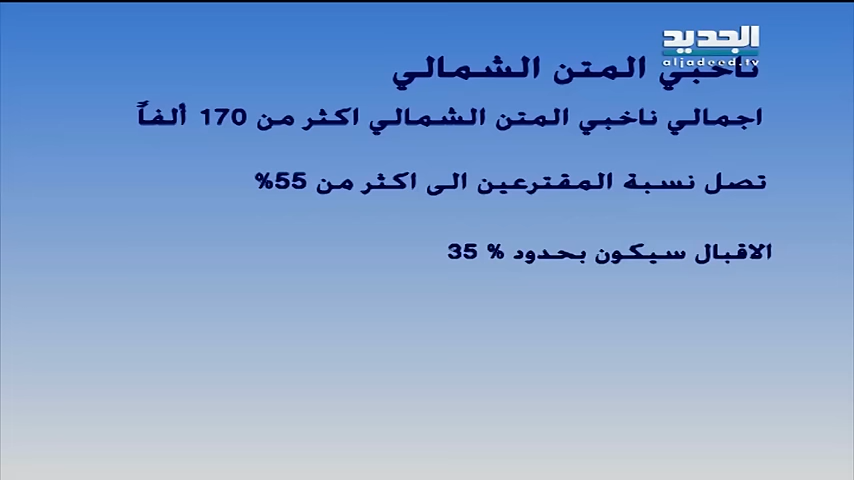 الجديد
aljadeed.tv
ناخبي المتن الشمالي
اجمالي ناخبي المتن الشمالي اكثر من 170 ألفاً
تصل نسبة المقترعين الى اكثر من 55%
الاقبال سيكون بحدود % 35